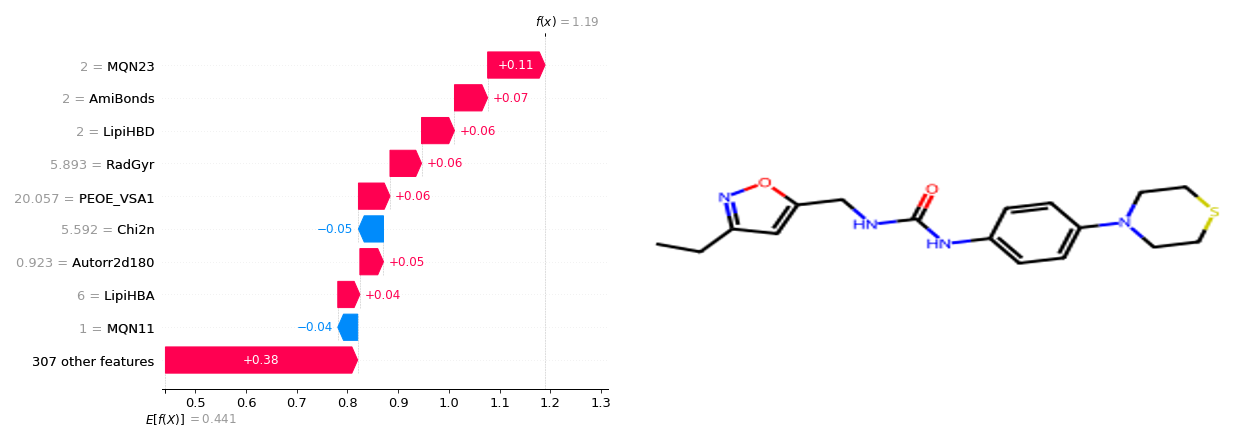 f(x) = 1.19
2 = MQN23
+0.11
2 = AmiBonds
+0.07
2 = LipiHBD
+0.06
5.893 = RadGyr
+0.06
20.057 = PEOE_VSA1
+0.06
5.592 = Chi2n
−0.05
0.923 = Autorr2d180
+0.05
6 = LipiHBA
+0.04
1 = MQN11
−0.04
307 other features
+0.38
0.5 0.6 0.7 0.8 0.9 1.0 1.1 1.2 1.3
E[f(X)] = 0.441
N O
HN
O
HN
N
S